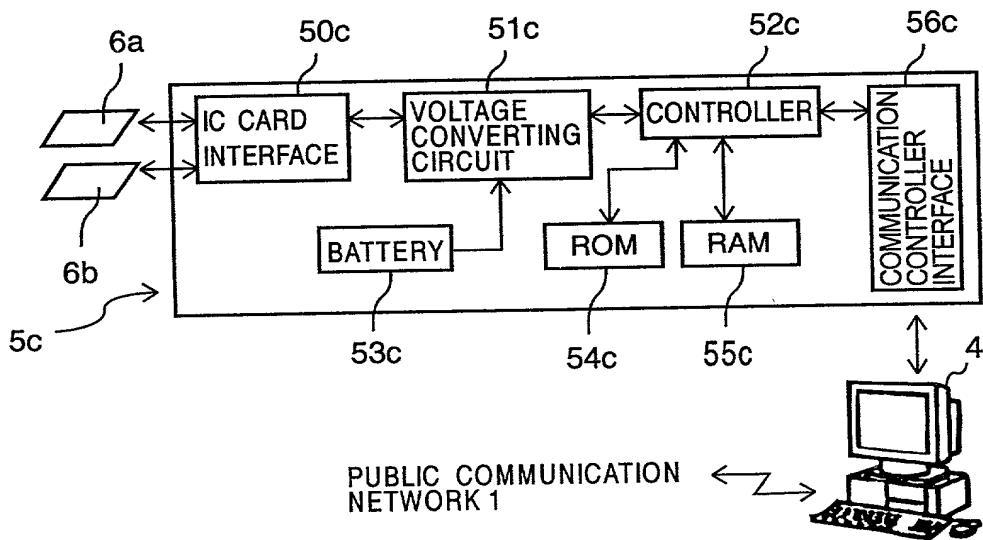 6a
50c
51c
52c
56c
IC CARD
INTERFACE
VOLTAGE
CONVERTING
CIRCUIT
CONTROLLER
COMMUNICATION
CONTROLLER
INTERFACE
6b
BATTERY
ROM
RAM
5c
53c
54c
55c
4
PUBLIC COMMUNICATION
NETWORK 1